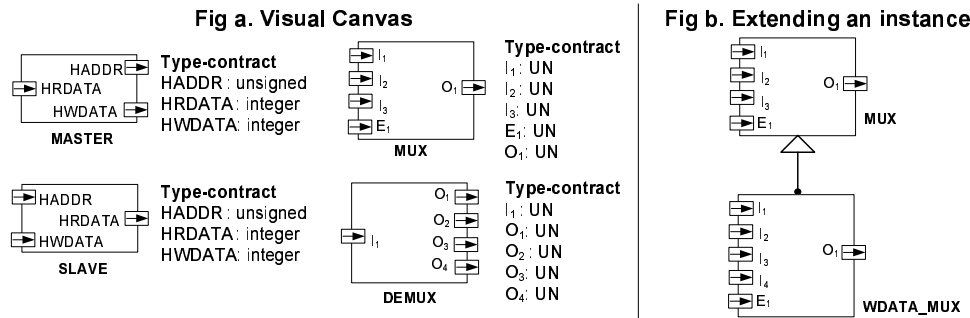 Fig a. Visual Canvas
HADDR
HRDATA
HWDATA
MASTER
Type-contract
HADDR : unsigned
HRDATA : integer
HWDATA: integer
I₁
I₂
I₃
E₁
O₁
MUX
Type-contract
I₁: UN
I₂: UN
I₃: UN
E₁: UN
O₁: UN
HADDR
HRDATA
HWDATA
SLAVE
Type-contract
HADDR : unsigned
HRDATA : integer
HWDATA: integer
I₁
O₁
O₂
O₃
O₄
DEMUX
Type-contract
I₁: UN
O₁: UN
O₂: UN
O₃: UN
O₄: UN
Fig b. Extending an instance
I₁
I₂
I₃
E₁
O₁
MUX
I₁
I₂
I₃
I₄
E₁
O₁
WDATA_MUX